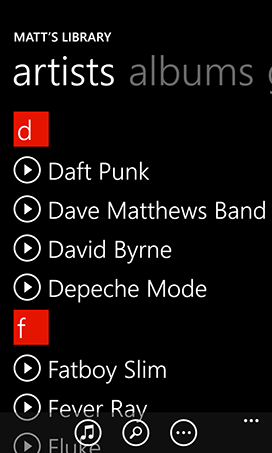 MATT'S LIBRARY
artists albums g
d
Daft Punk
Dave Matthews Band
David Byrne
Depeche Mode
f
Fatboy Slim
Fever Ray
Fluke